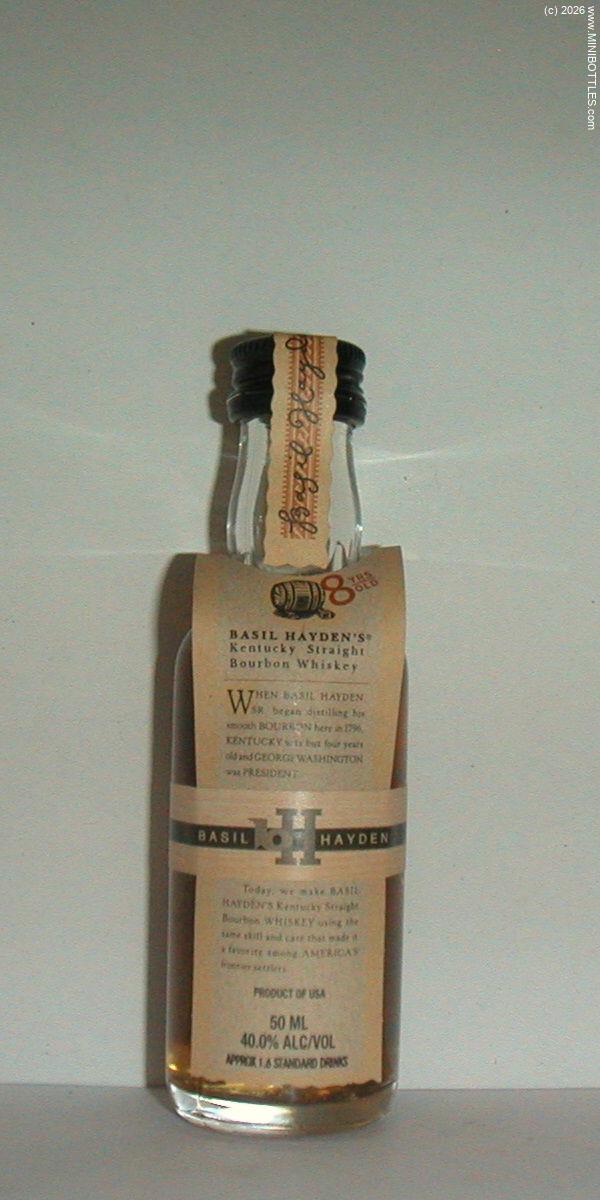 (c) 2026 www.MINIBOTTLES.com
Basil Hayd
8 YRS OLD
BASIL HAYDEN'S®
Kentucky Straight
Bourbon Whiskey
WHEN BASIL HAYDEN,
SR. began distilling his
smooth BOURBON here in 1796,
KENTUCKY was but four years
old and GEORGE WASHINGTON
was PRESIDENT.
BASIL bH HAYDEN
Today, we make BASIL
HAYDEN'S Kentucky Straight
Bourbon WHISKEY using the
same skill and care that made it
a favorite among AMERICA'S
frontier settlers.
PRODUCT OF USA
50 ML
40.0% ALC/VOL
APPROX 1.6 STANDARD DRINKS